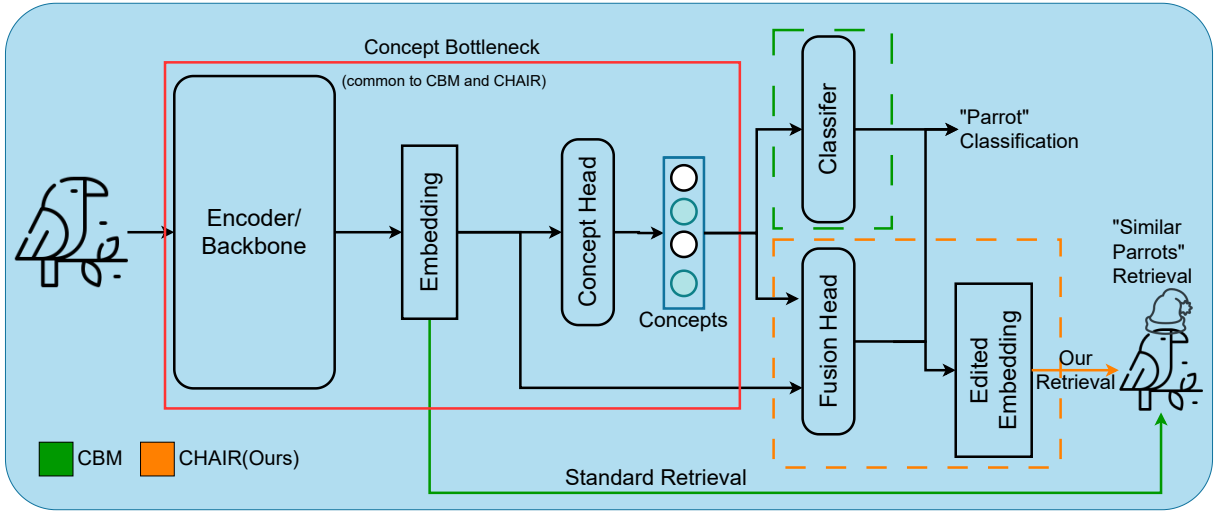 Concept Bottleneck
(common to CBM and CHAIR)
Encoder/
Backbone
Embedding
Concept Head
Concepts
Classifer
"Parrot"
Classification
Fusion Head
Edited
Embedding
Our
Retrieval
"Similar
Parrots"
Retrieval
CBM
CHAIR(Ours)
Standard Retrieval